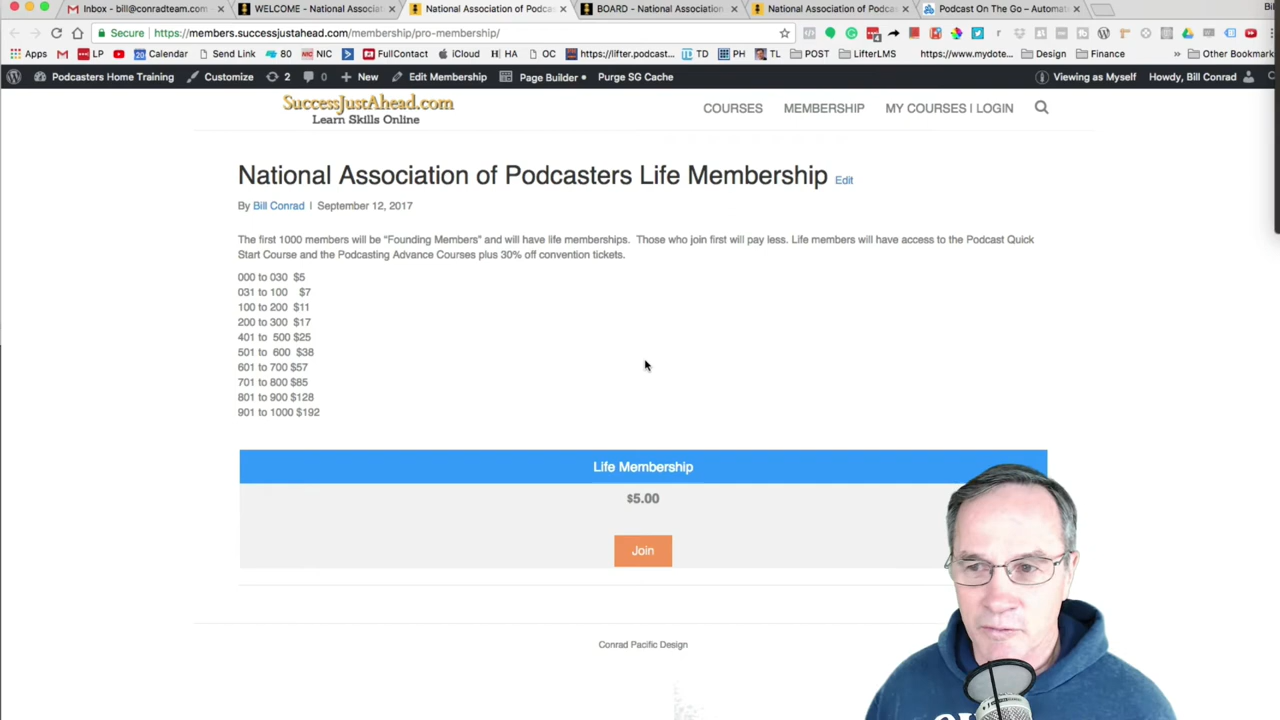 Inbox - bill@conradteam.com
WELCOME - National Associat
National Association of Podcas
BOARD - National Association
National Association of Podcas
Podcast On The Go – Automat
Secure
https://members.successjustahead.com/membership/pro-membership/
Apps
LP
20 Calendar
Send Link
80
NIC
FullContact
iCloud
H HA
OC
https://lifter.podcast...
TD
PH
TL
POST
LifterLMS
https://www.mydote...
Design
Finance
»
Other Bookmark
Podcasters Home Training
Customize
2
0
New
Edit Membership
Page Builder
Purge SG Cache
Viewing as Myself
Howdy, Bill Conrad
SuccessJustAhead.com
Learn Skills Online
COURSES
MEMBERSHIP
MY COURSES | LOGIN
National Association of Podcasters Life Membership Edit
By Bill Conrad | September 12, 2017
The first 1000 members will be “Founding Members” and will have life memberships. Those who join first will pay less. Life members will have access to the Podcast Quick
Start Course and the Podcasting Advance Courses plus 30% off convention tickets.
000 to 030 $5
031 to 100 $7
100 to 200 $11
200 to 300 $17
401 to 500 $25
501 to 600 $38
601 to 700 $57
701 to 800 $85
801 to 900 $128
901 to 1000 $192
Life Membership
$5.00
Join
Conrad Pacific Design